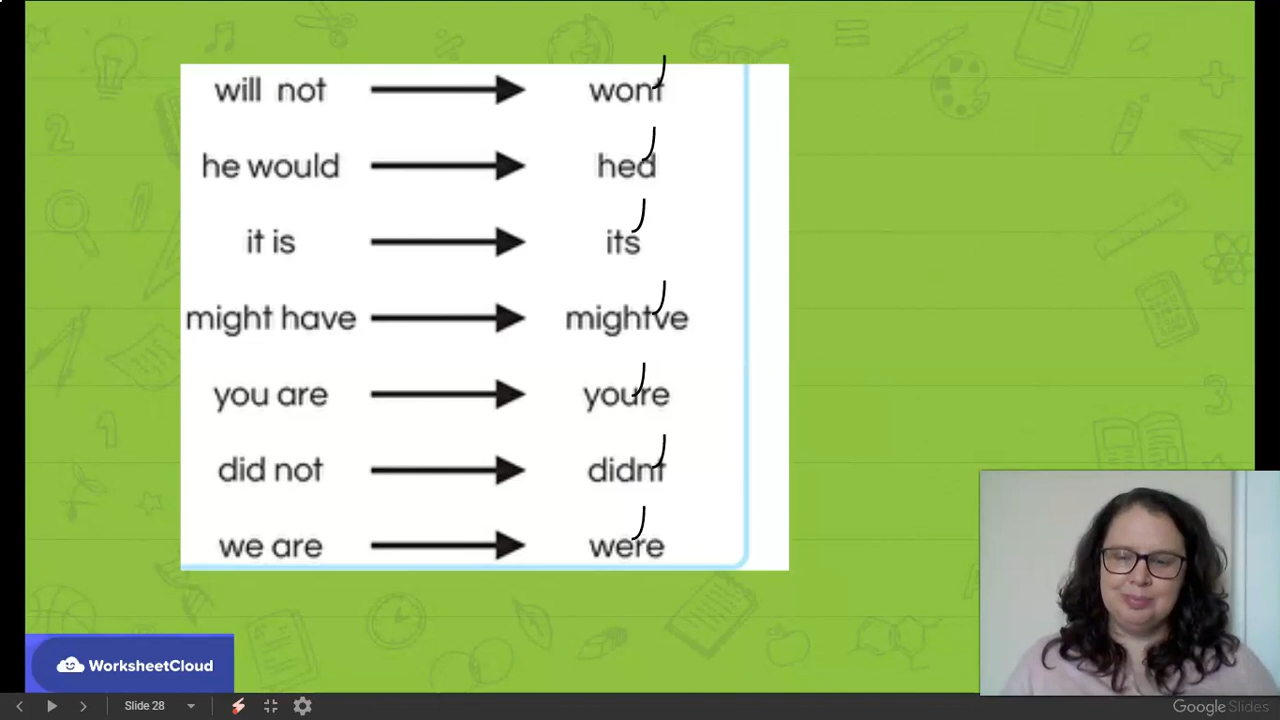 will not won't
he would he'd
it is it's
might have might've
you are you're
did not didn't
we are we're
WorksheetCloud
Slide 28
Google Slides